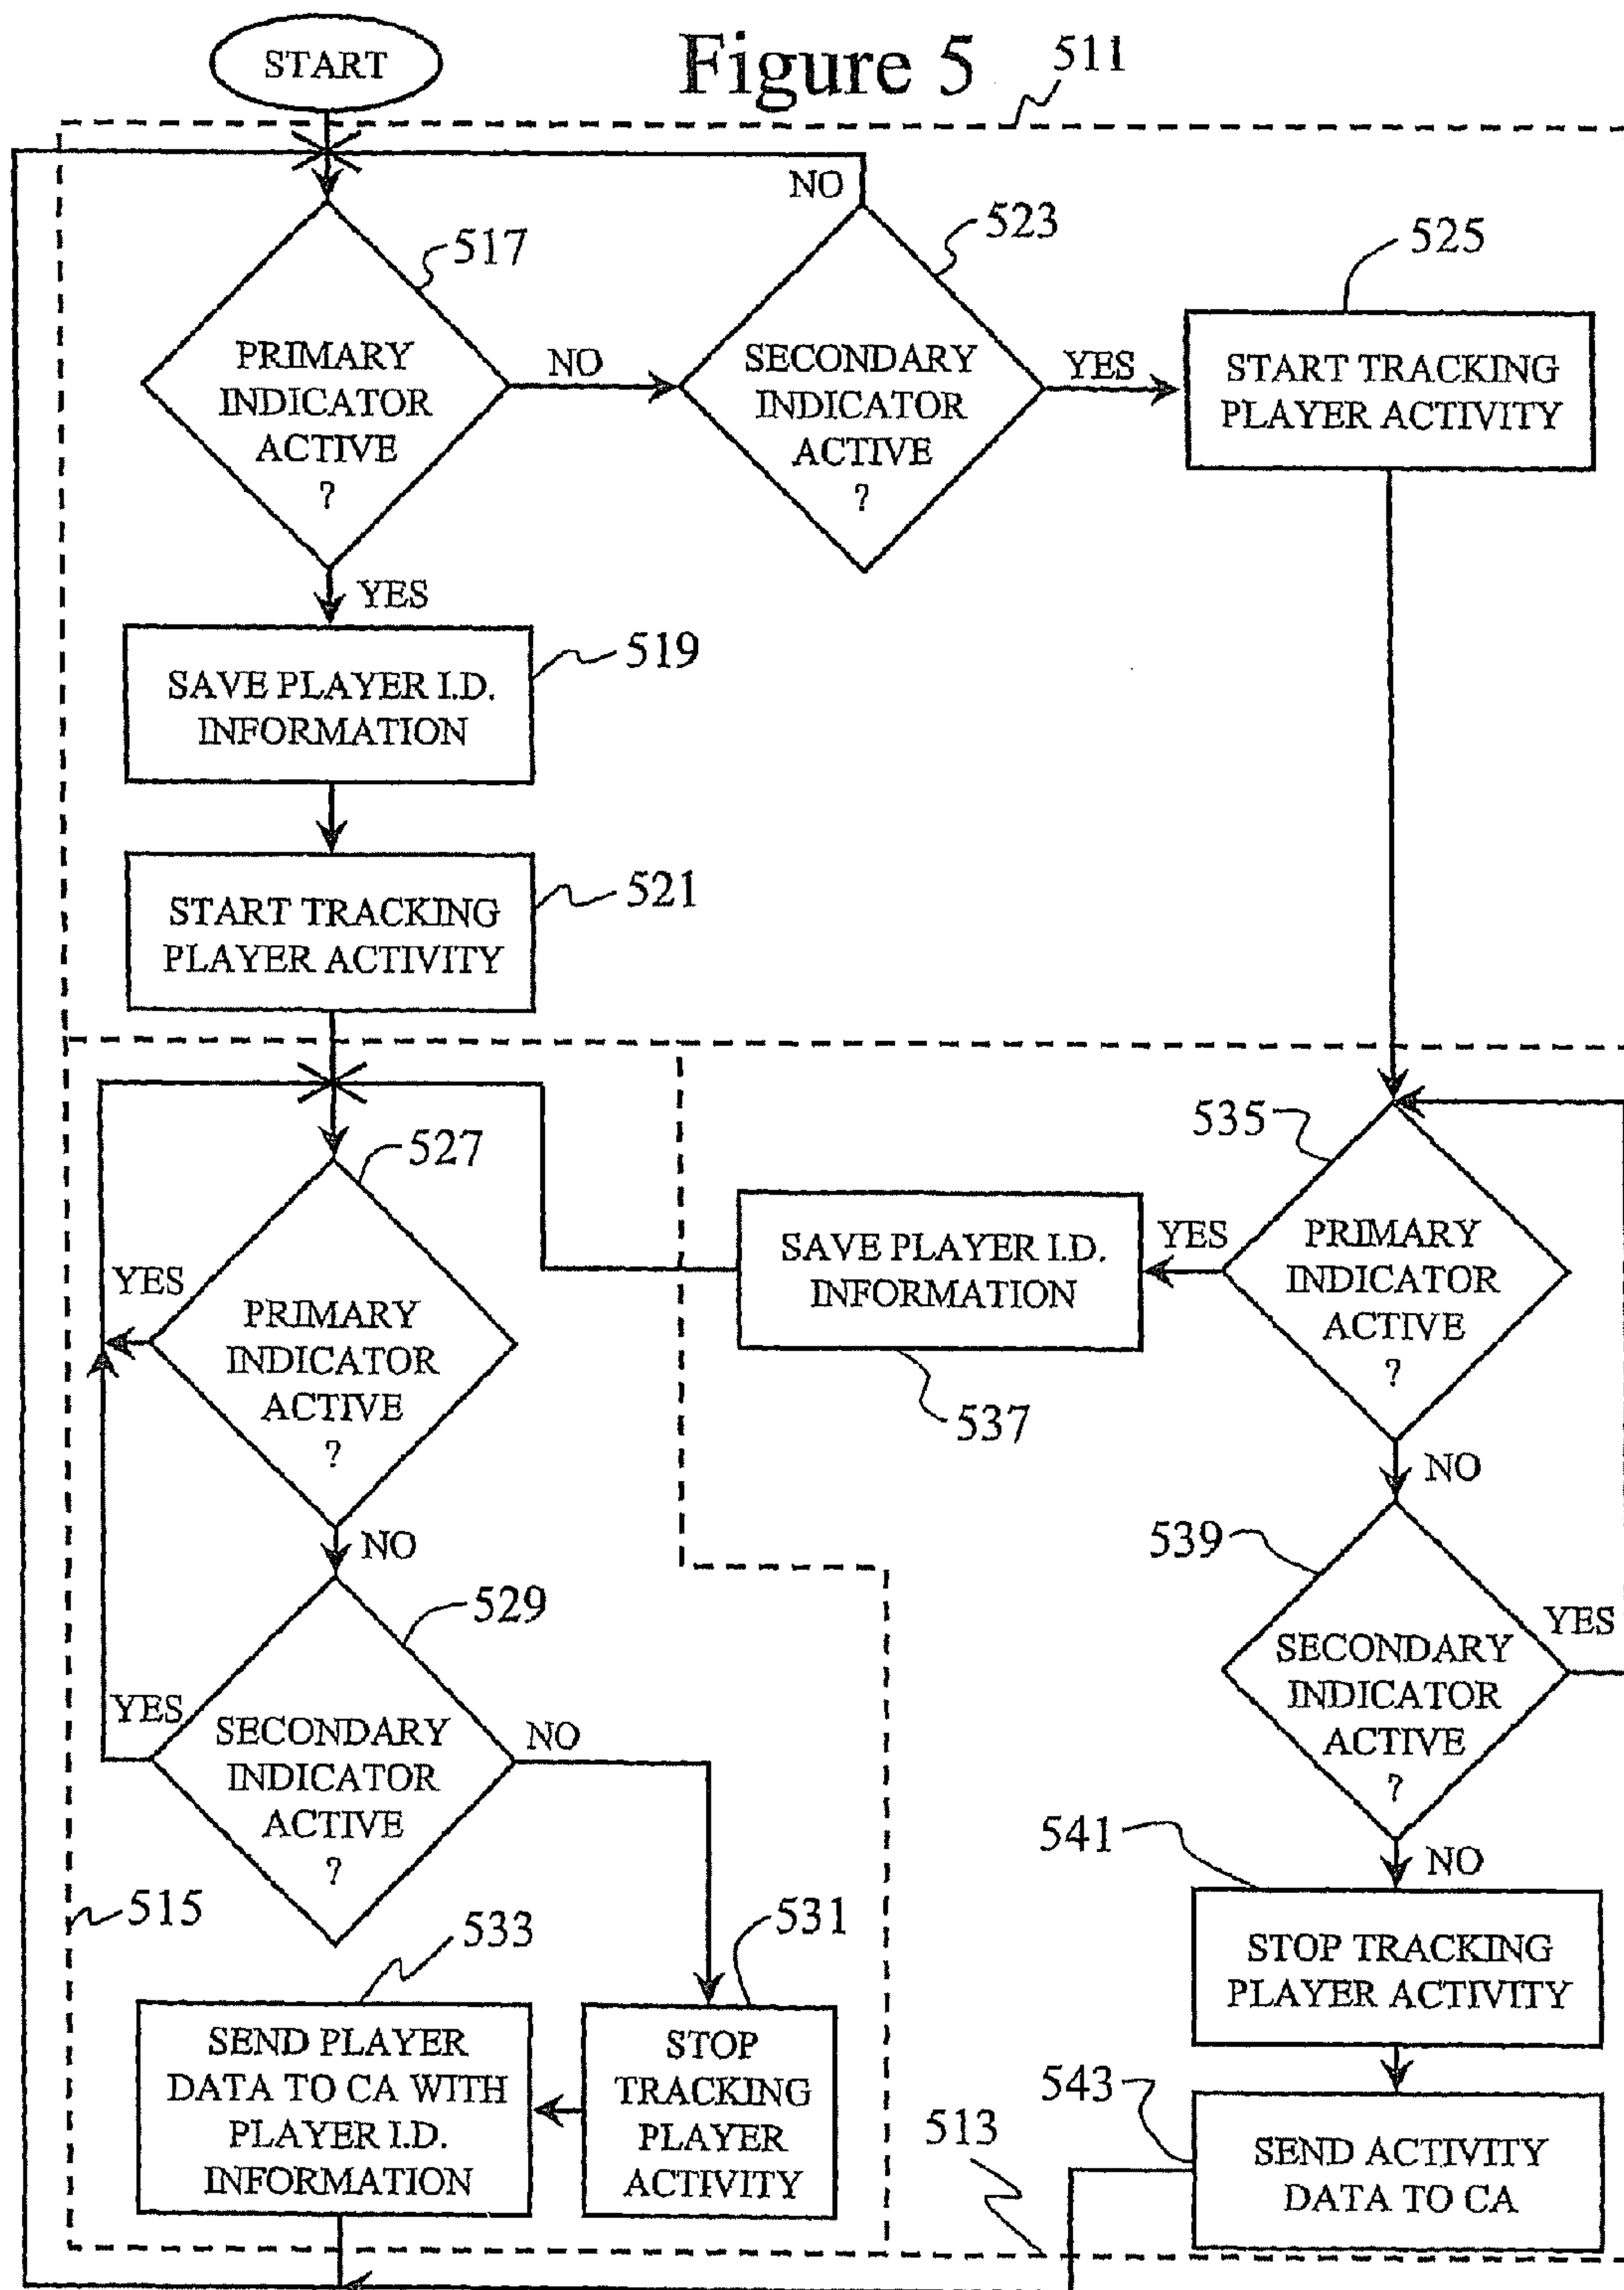 START
Figure 5
511
NO
517
523
525
PRIMARY
INDICATOR
ACTIVE
?
NO
SECONDARY
INDICATOR
ACTIVE
?
YES
START TRACKING
PLAYER ACTIVITY
YES
SAVE PLAYER I.D.
INFORMATION
519
START TRACKING
PLAYER ACTIVITY
521
527
YES
PRIMARY
INDICATOR
ACTIVE
?
NO
SAVE PLAYER I.D.
INFORMATION
537
YES
535
PRIMARY
INDICATOR
ACTIVE
?
NO
529
YES
SECONDARY
INDICATOR
ACTIVE
?
NO
539
SECONDARY
INDICATOR
ACTIVE
?
YES
NO
515
533
531
SEND PLAYER
DATA TO CA WITH
PLAYER I.D.
INFORMATION
STOP
TRACKING
PLAYER
ACTIVITY
541
STOP TRACKING
PLAYER ACTIVITY
543
513
SEND ACTIVITY
DATA TO CA